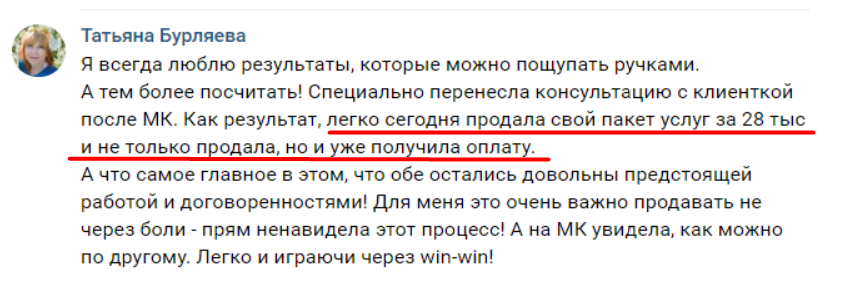 Татьяна Бурляева
Я всегда люблю результаты, которые можно пощупать ручками.
А тем более посчитать! Специально перенесла консультацию с клиенткой
после МК. Как результат, легко сегодня продала свой пакет услуг за 28 тыс
и не только продала, но и уже получила оплату.
А что самое главное в этом, что обе остались довольны предстоящей
работой и договоренностями! Для меня это очень важно продавать не
через боли - прям ненавидела этот процесс! А на МК увидела, как можно
по другому. Легко и играючи через win-win!